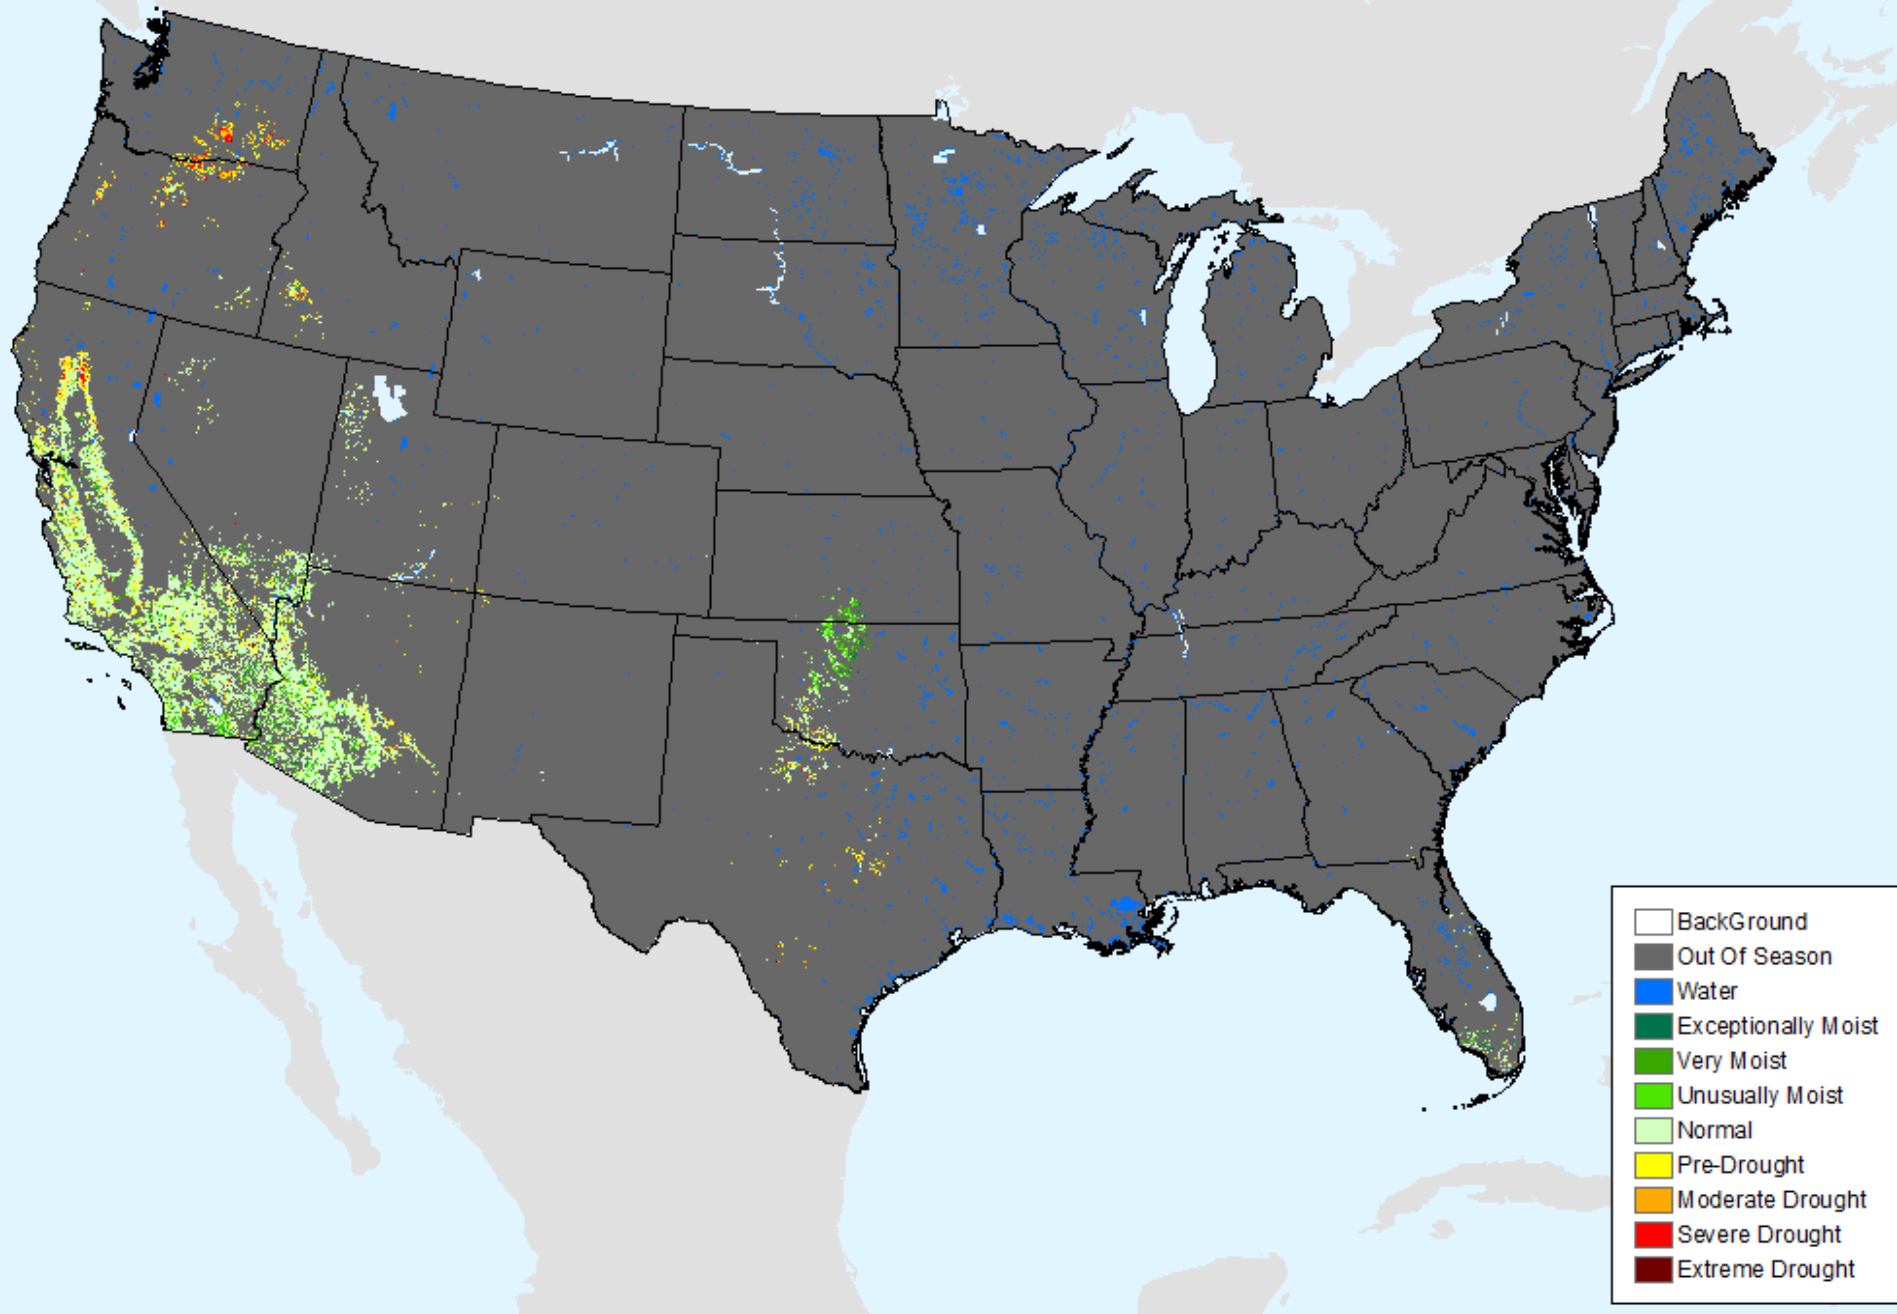 BackGround
Out Of Season
Water
Exceptionally Moist
Very Moist
Unusually Moist
Normal
Pre-Drought
Moderate Drought
Severe Drought
Extreme Drought